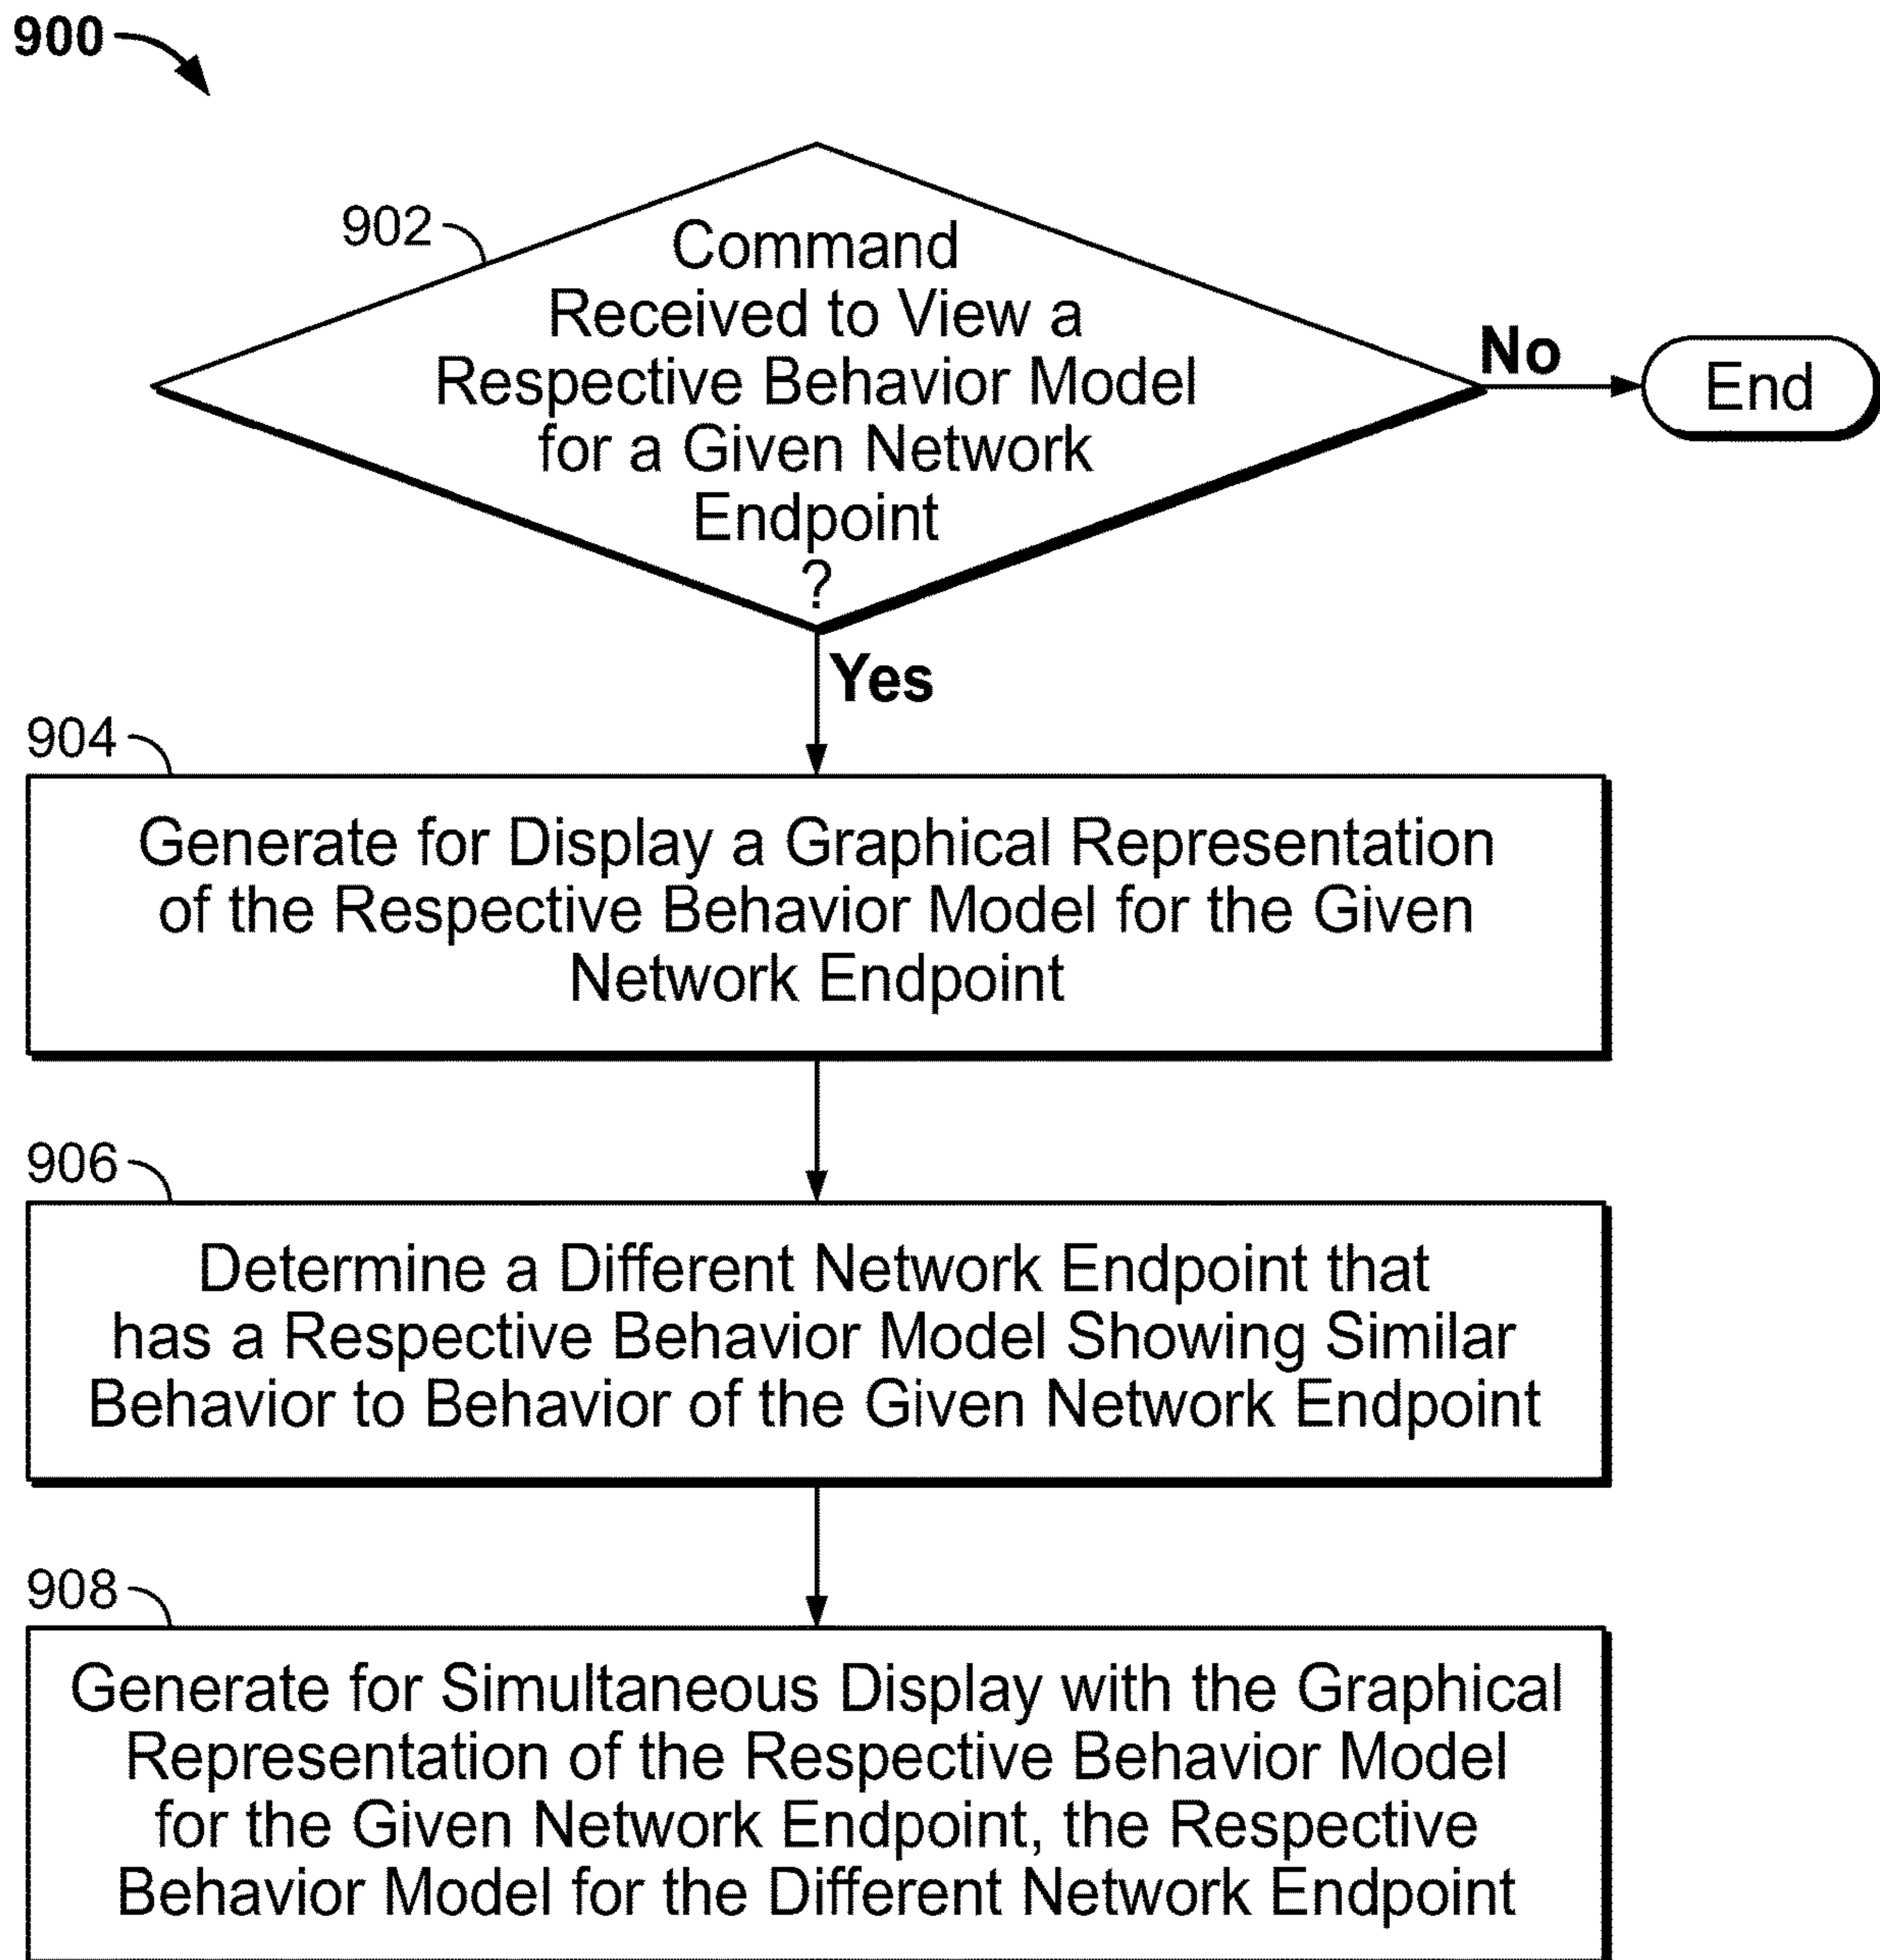 900
902
Command
Received to View a
Respective Behavior Model
for a Given Network
Endpoint
?
No
End
Yes
904
Generate for Display a Graphical Representation
of the Respective Behavior Model for the Given
Network Endpoint
906
Determine a Different Network Endpoint that
has a Respective Behavior Model Showing Similar
Behavior to Behavior of the Given Network Endpoint
908
Generate for Simultaneous Display with the Graphical
Representation of the Respective Behavior Model
for the Given Network Endpoint, the Respective
Behavior Model for the Different Network Endpoint